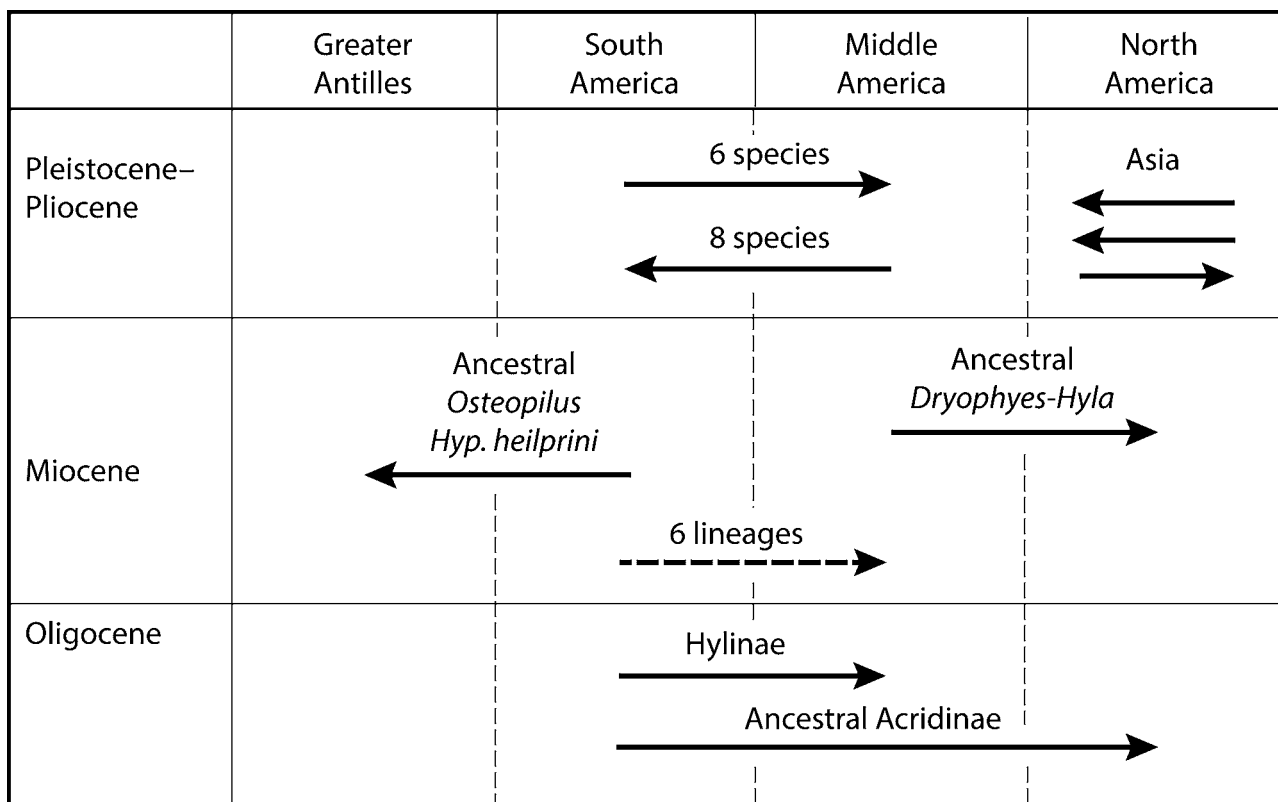 Greater
Antilles
South
America
Middle
America
North
America
Pleistocene–
Pliocene
6 species
8 species
Asia
Miocene
Ancestral
Osteopilus
Hyp. heilprini
Ancestral
Dryophyes-Hyla
6 lineages
Oligocene
Hylinae
Ancestral Acridinae